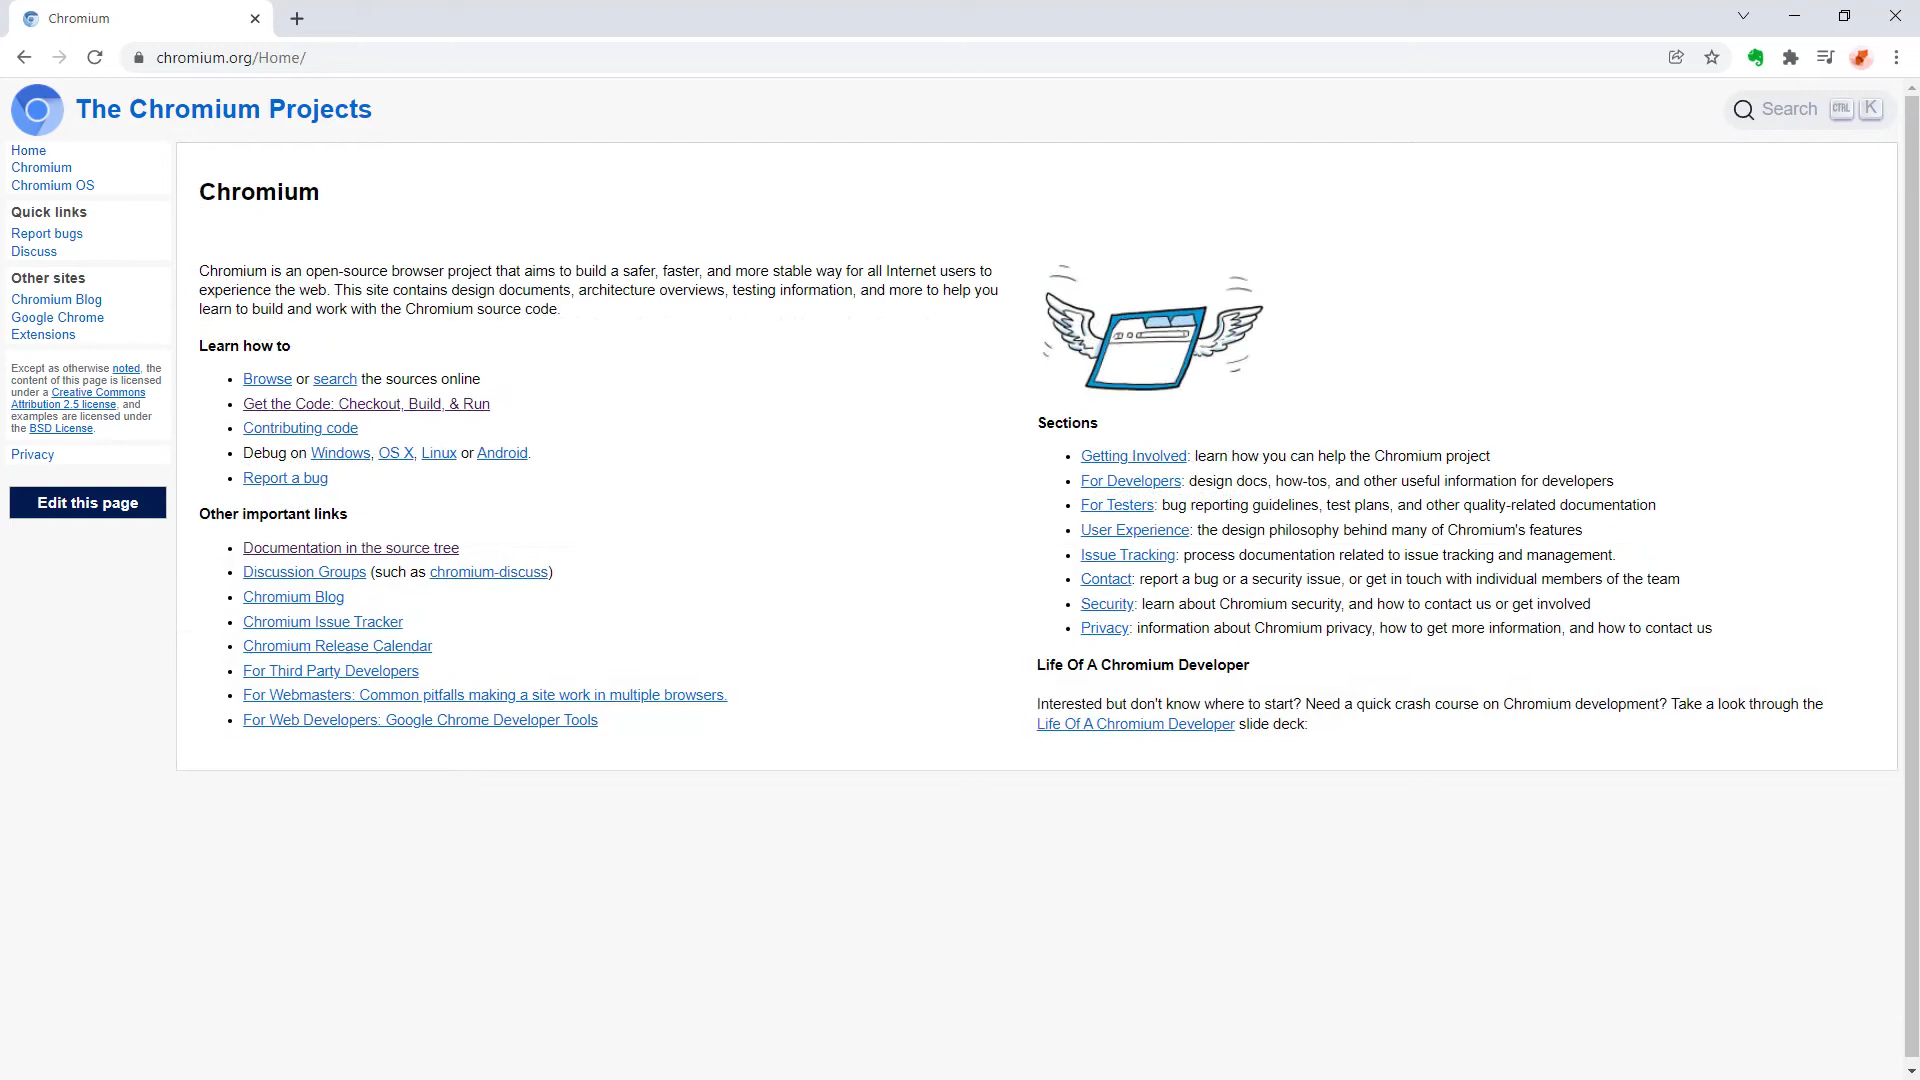 Chromium
chromium.org/Home/
The Chromium Projects
Search CTRL K
Home
Chromium
Chromium OS
Quick links
Report bugs
Discuss
Other sites
Chromium Blog
Google Chrome
Extensions
Except as otherwise noted, the
content of this page is licensed
under a Creative Commons
Attribution 2.5 license, and
examples are licensed under
the BSD License.
Privacy
Edit this page
Chromium
Chromium is an open-source browser project that aims to build a safer, faster, and more stable way for all Internet users to
experience the web. This site contains design documents, architecture overviews, testing information, and more to help you
learn to build and work with the Chromium source code.
Learn how to
• Browse or search the sources online
• Get the Code: Checkout, Build, & Run
• Contributing code
• Debug on Windows, OS X, Linux or Android.
• Report a bug
Other important links
• Documentation in the source tree
• Discussion Groups (such as chromium-discuss)
• Chromium Blog
• Chromium Issue Tracker
• Chromium Release Calendar
• For Third Party Developers
• For Webmasters: Common pitfalls making a site work in multiple browsers.
• For Web Developers: Google Chrome Developer Tools
Sections
• Getting Involved: learn how you can help the Chromium project
• For Developers: design docs, how-tos, and other useful information for developers
• For Testers: bug reporting guidelines, test plans, and other quality-related documentation
• User Experience: the design philosophy behind many of Chromium's features
• Issue Tracking: process documentation related to issue tracking and management.
• Contact: report a bug or a security issue, or get in touch with individual members of the team
• Security: learn about Chromium security, and how to contact us or get involved
• Privacy: information about Chromium privacy, how to get more information, and how to contact us
Life Of A Chromium Developer
Interested but don't know where to start? Need a quick crash course on Chromium development? Take a look through the
Life Of A Chromium Developer slide deck: